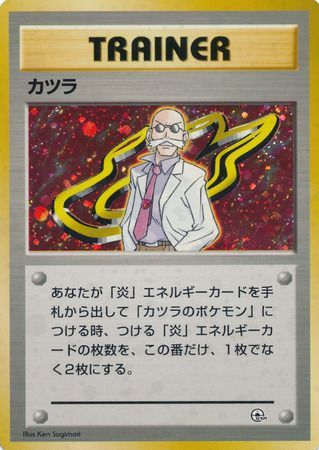 TRAINER
カツラ
あなたが「炎」エネルギーカードを手
札から出して「カツラのポケモン」に
つける時、つける「炎」エネルギーカ
ードの枚数を、この番だけ、1枚でな
く2枚にする。
Illus. Ken Sugimori